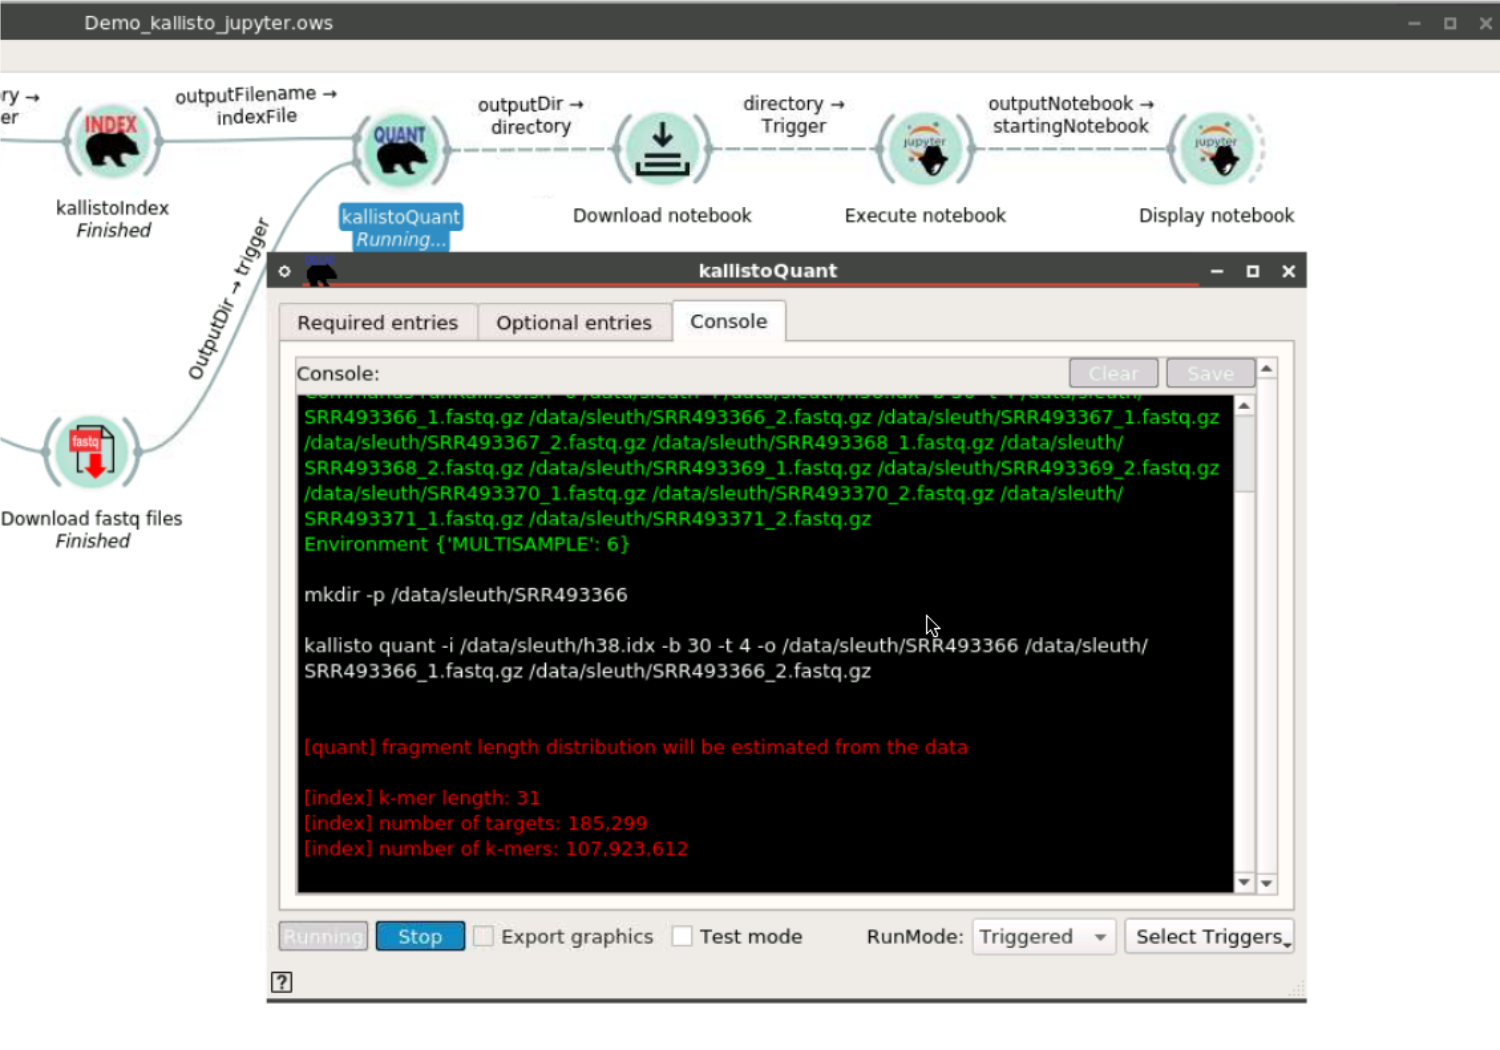 Demo_kallisto_jupyter.ows
ry →
er
INDEX
outputFilename →
indexFile
QUANT
outputDir →
directory
directory →
Trigger
jupyter
outputNotebook →
startingNotebook
jupyter
kallistoIndex
Finished
kallistoQuant
Running...
Download notebook
Execute notebook
Display notebook
OutputDir → trigger
fastq
Download fastq files
Finished
kallistoQuant
Required entries
Optional entries
Console
Console:
Clear
Save
SRR493366_1.fastq.gz /data/sleuth/SRR493366_2.fastq.gz /data/sleuth/SRR493367_1.fastq.gz
/data/sleuth/SRR493367_2.fastq.gz /data/sleuth/SRR493368_1.fastq.gz /data/sleuth/
SRR493368_2.fastq.gz /data/sleuth/SRR493369_1.fastq.gz /data/sleuth/SRR493369_2.fastq.gz
/data/sleuth/SRR493370_1.fastq.gz /data/sleuth/SRR493370_2.fastq.gz /data/sleuth/
SRR493371_1.fastq.gz /data/sleuth/SRR493371_2.fastq.gz
Environment {'MULTISAMPLE': 6}
mkdir -p /data/sleuth/SRR493366
kallisto quant -i /data/sleuth/h38.idx -b 30 -t 4 -o /data/sleuth/SRR493366 /data/sleuth/
SRR493366_1.fastq.gz /data/sleuth/SRR493366_2.fastq.gz
[quant] fragment length distribution will be estimated from the data
[index] k-mer length: 31
[index] number of targets: 185,299
[index] number of k-mers: 107,923,612
Running
Stop
Export graphics
Test mode
RunMode:
Triggered
Select Triggers
?